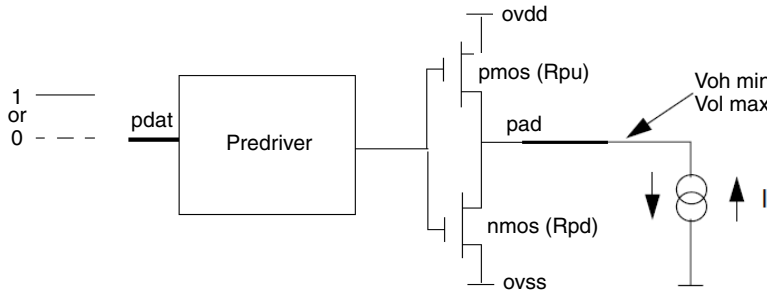 ovdd
pmos (Rpu)
Voh min
Vol max
1
or
0
pdat
Predriver
pad
nmos (Rpd)
I
ovss